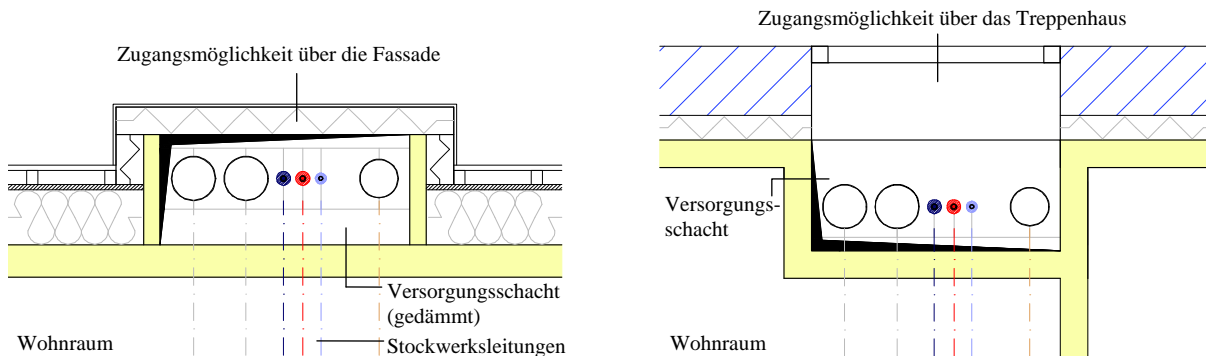 Zugangsmöglichkeit über die Fassade
Versorgungsschacht
(gedämmt)
Wohnraum
Stockwerksleitungen
Zugangsmöglichkeit über das Treppenhaus
Versorgungs-
schacht
Wohnraum